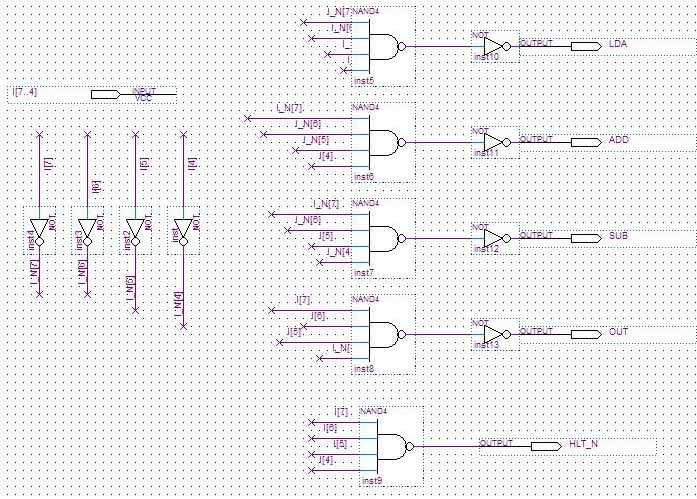 I[7..4] INPUT VCC
I[7] I[6] I[5] I[4]
inst4 NOT inst3 NOT inst2 NOT inst NOT
I_N[7] I_N[6] I_N[5] I_N[4]
I_N[7 NAND4
I_N[
I_
I
inst5
NOT
inst10
OUTPUT LDA
I_N[7] NAND4
I_N[6]
I_N[5]
I[4]
inst6
NOT
inst11
OUTPUT ADD
I_N[7] NAND4
I_N[6]
I[5]
I_N[4
inst7
NOT
inst12
OUTPUT SUB
I[7] NAND4
I[6]
I[5]
I_N[
inst8
NOT
inst13
OUTPUT OUT
I[7] NAND4
I[6]
I[5]
I[4]
inst9
OUTPUT HLT_N